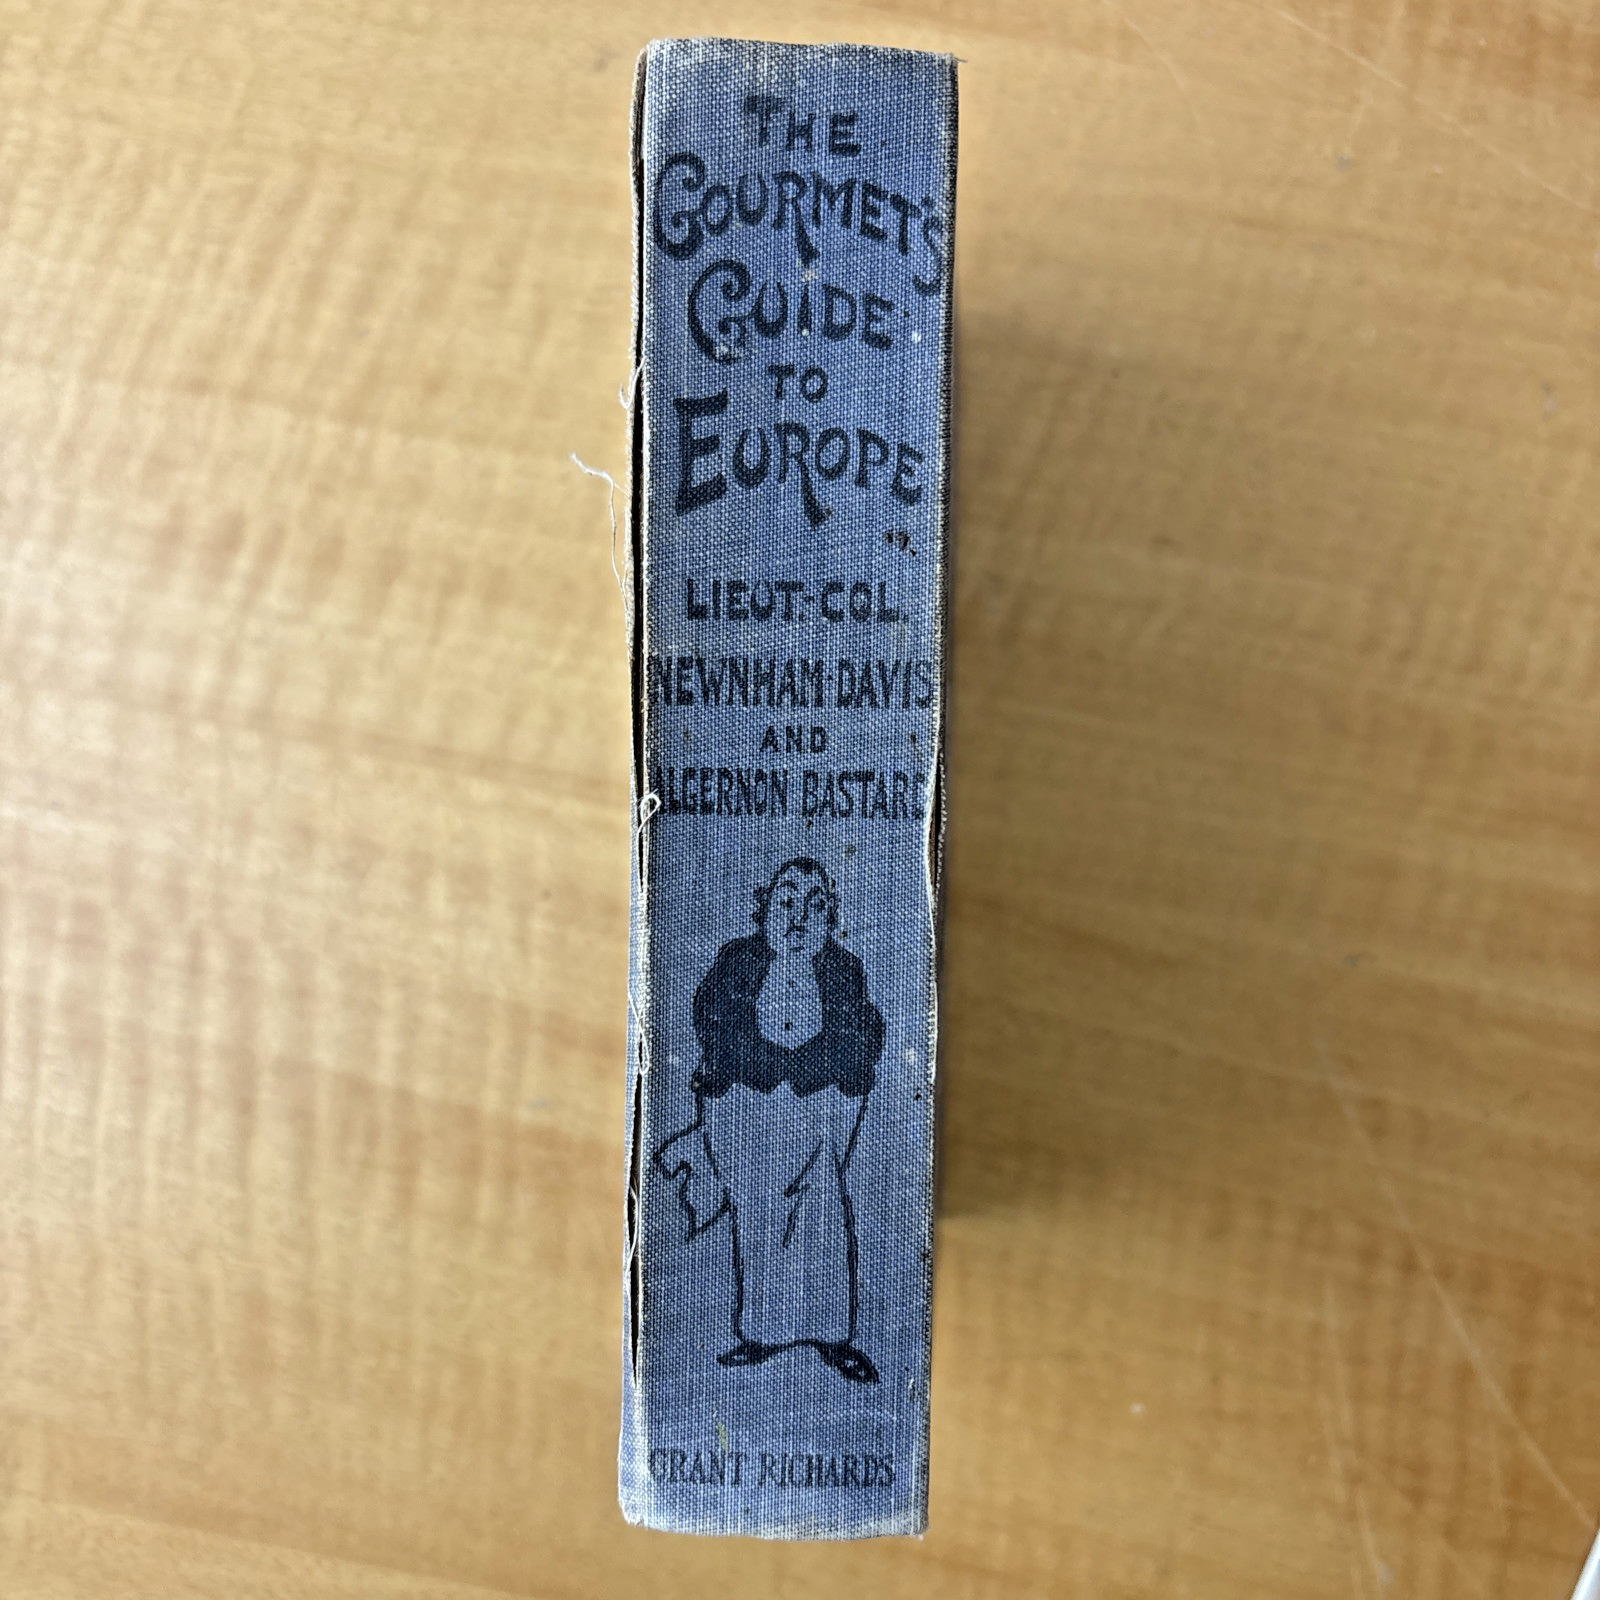 THE
GOURMET'S
GUIDE
TO
EUROPE
LIEUT.-COL.
NEWNHAM-DAVIS
AND
ALGERNON BASTARD
GRANT RICHARDS